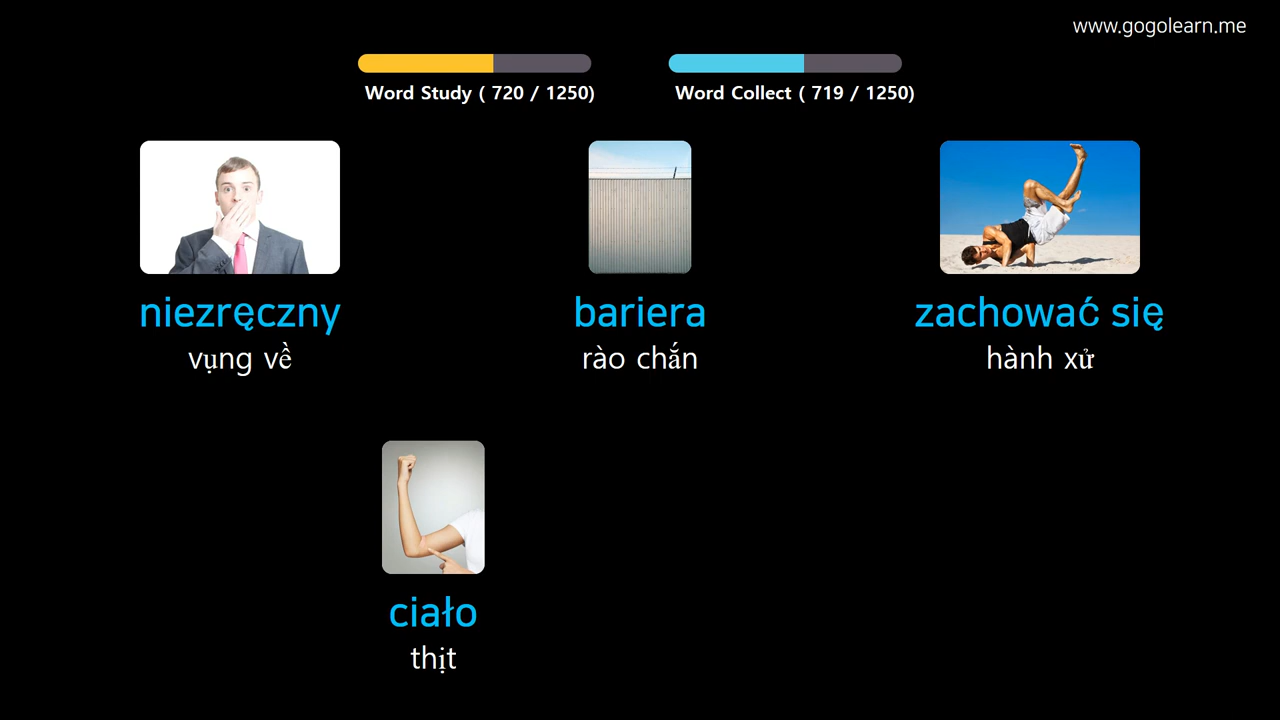 www.gogolearn.me
Word Study ( 720 / 1250)
Word Collect ( 719 / 1250)
niezręczny
vụng về
bariera
rào chắn
zachować się
hành xử
ciało
thịt